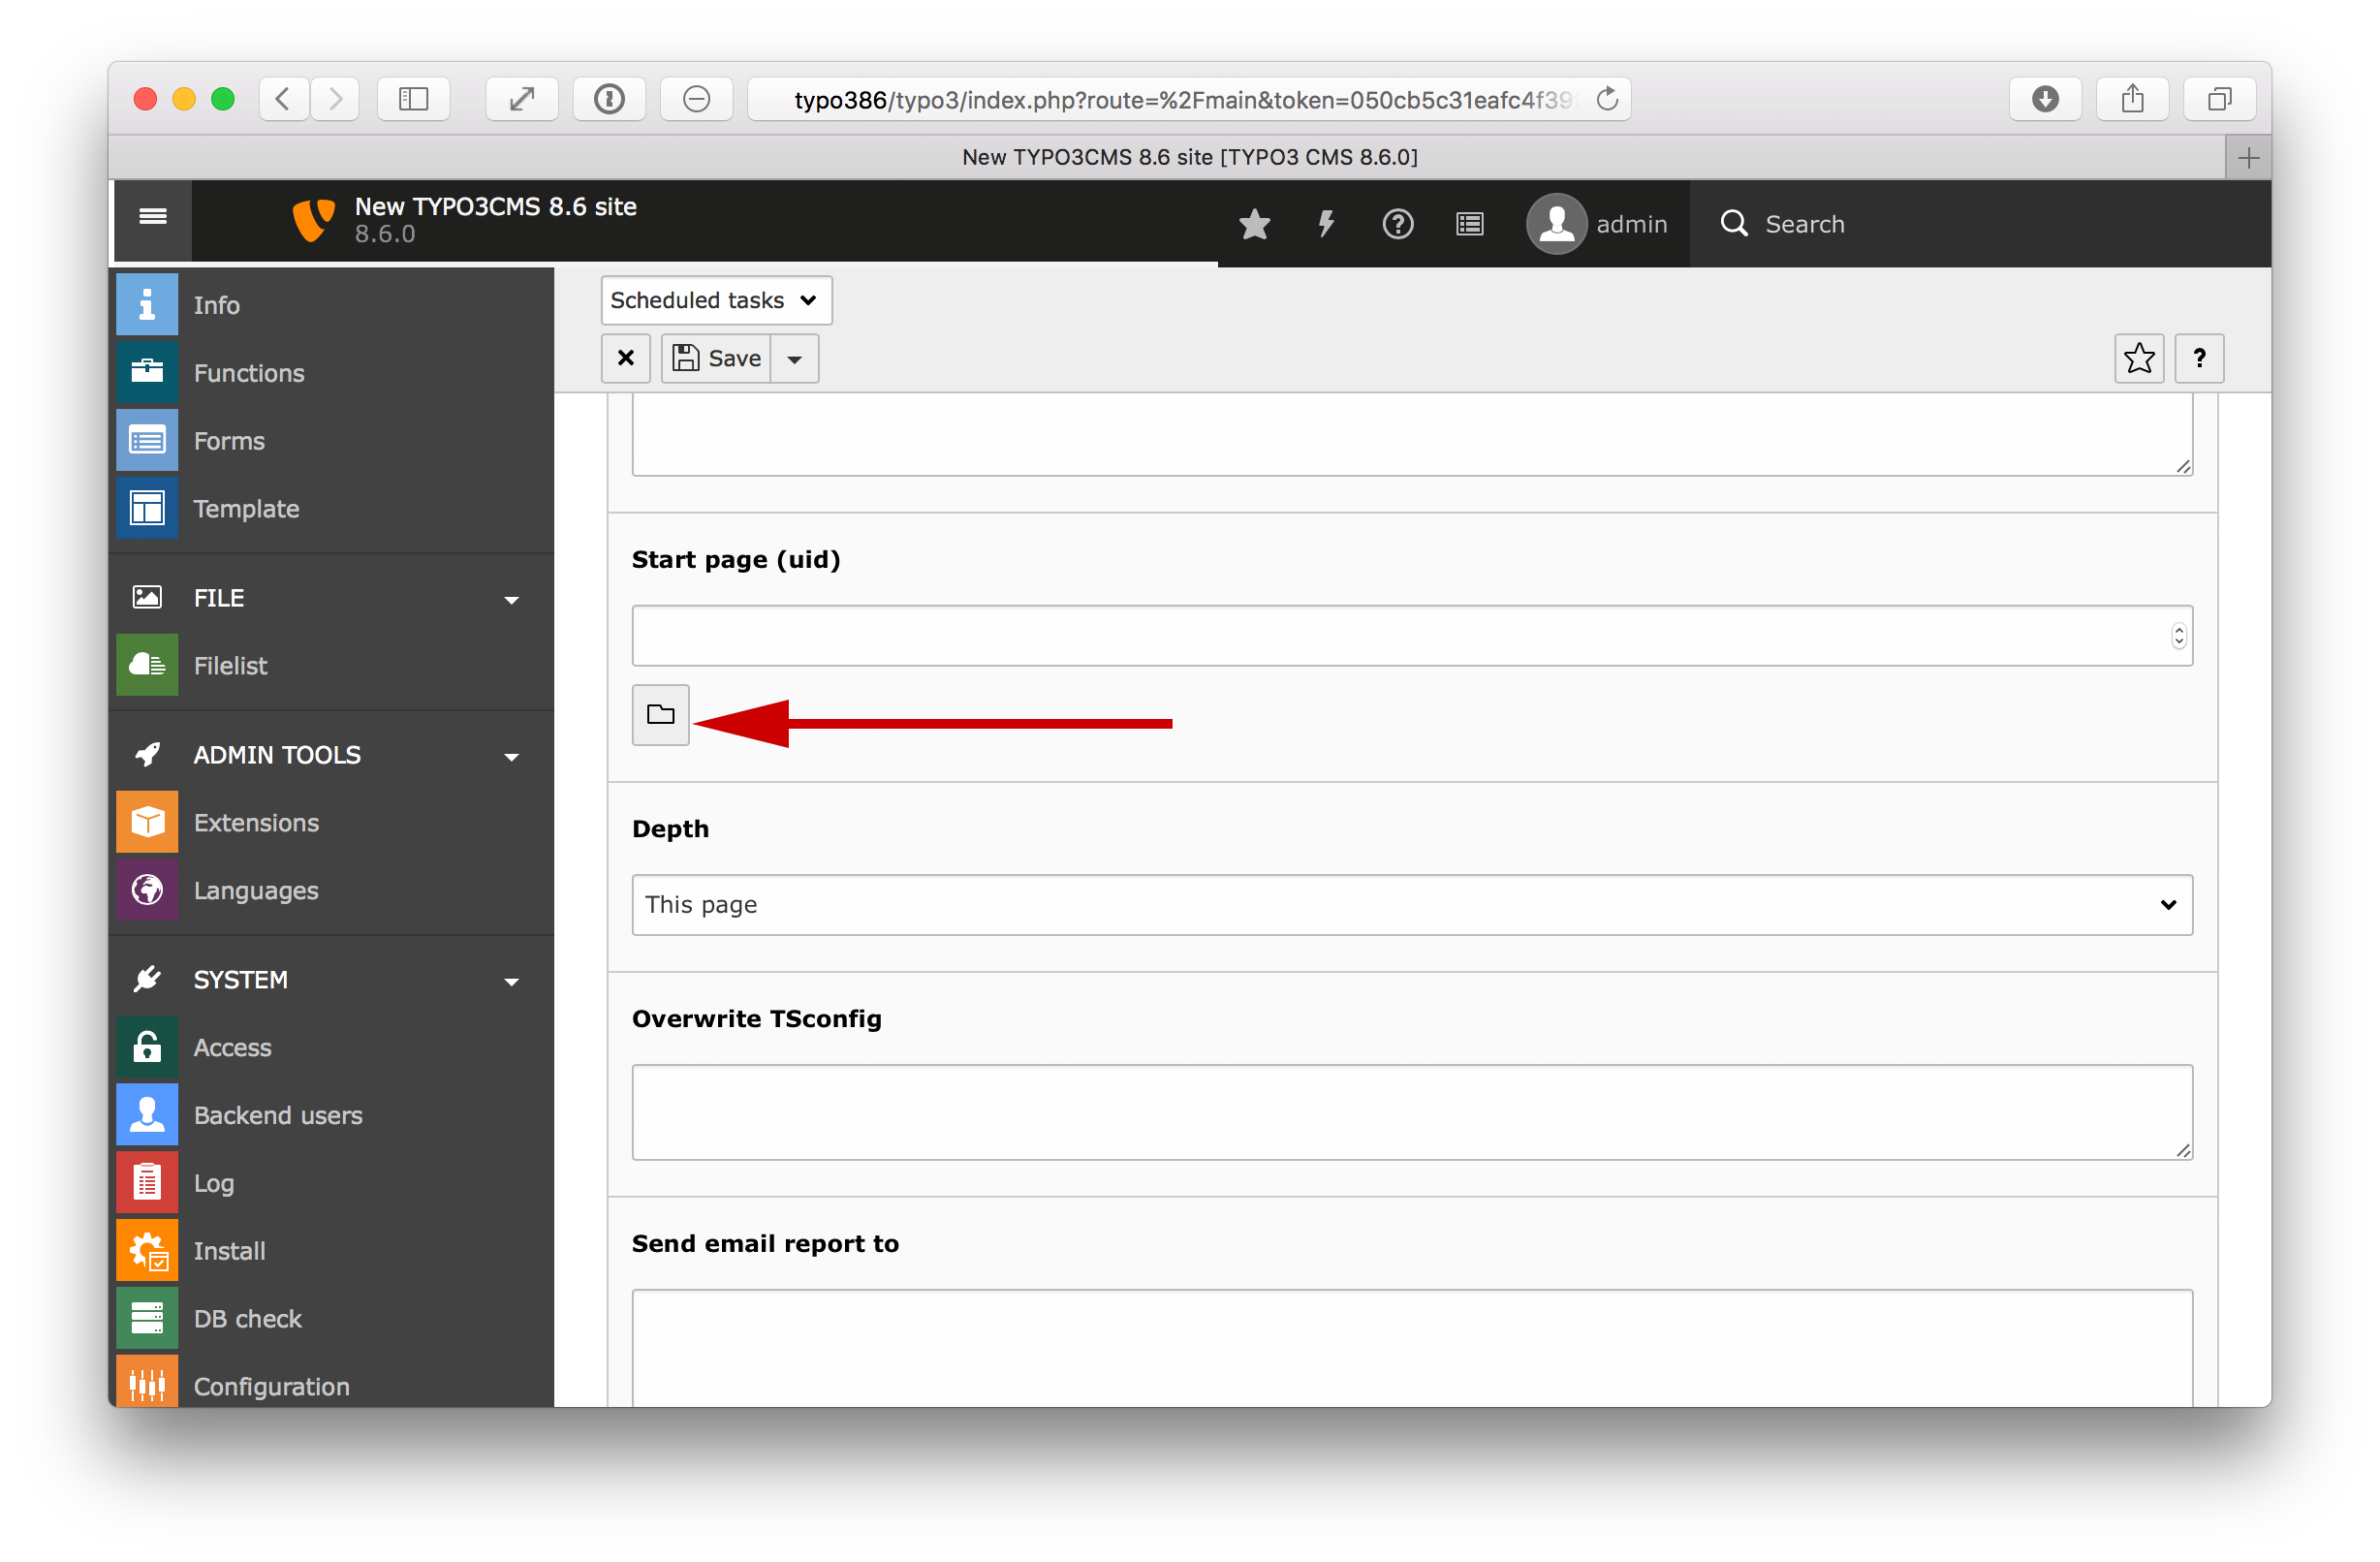 typo386/typo3/index.php?route=%2Fmain&token=050cb5c31eafc4f39
New TYPO3CMS 8.6 site [TYPO3 CMS 8.6.0]
New TYPO3CMS 8.6 site
8.6.0
admin
Search
Info
Functions
Forms
Template
FILE
Filelist
ADMIN TOOLS
Extensions
Languages
SYSTEM
Access
Backend users
Log
Install
DB check
Configuration
Scheduled tasks
Save
?
Start page (uid)
Depth
This page
Overwrite TSconfig
Send email report to